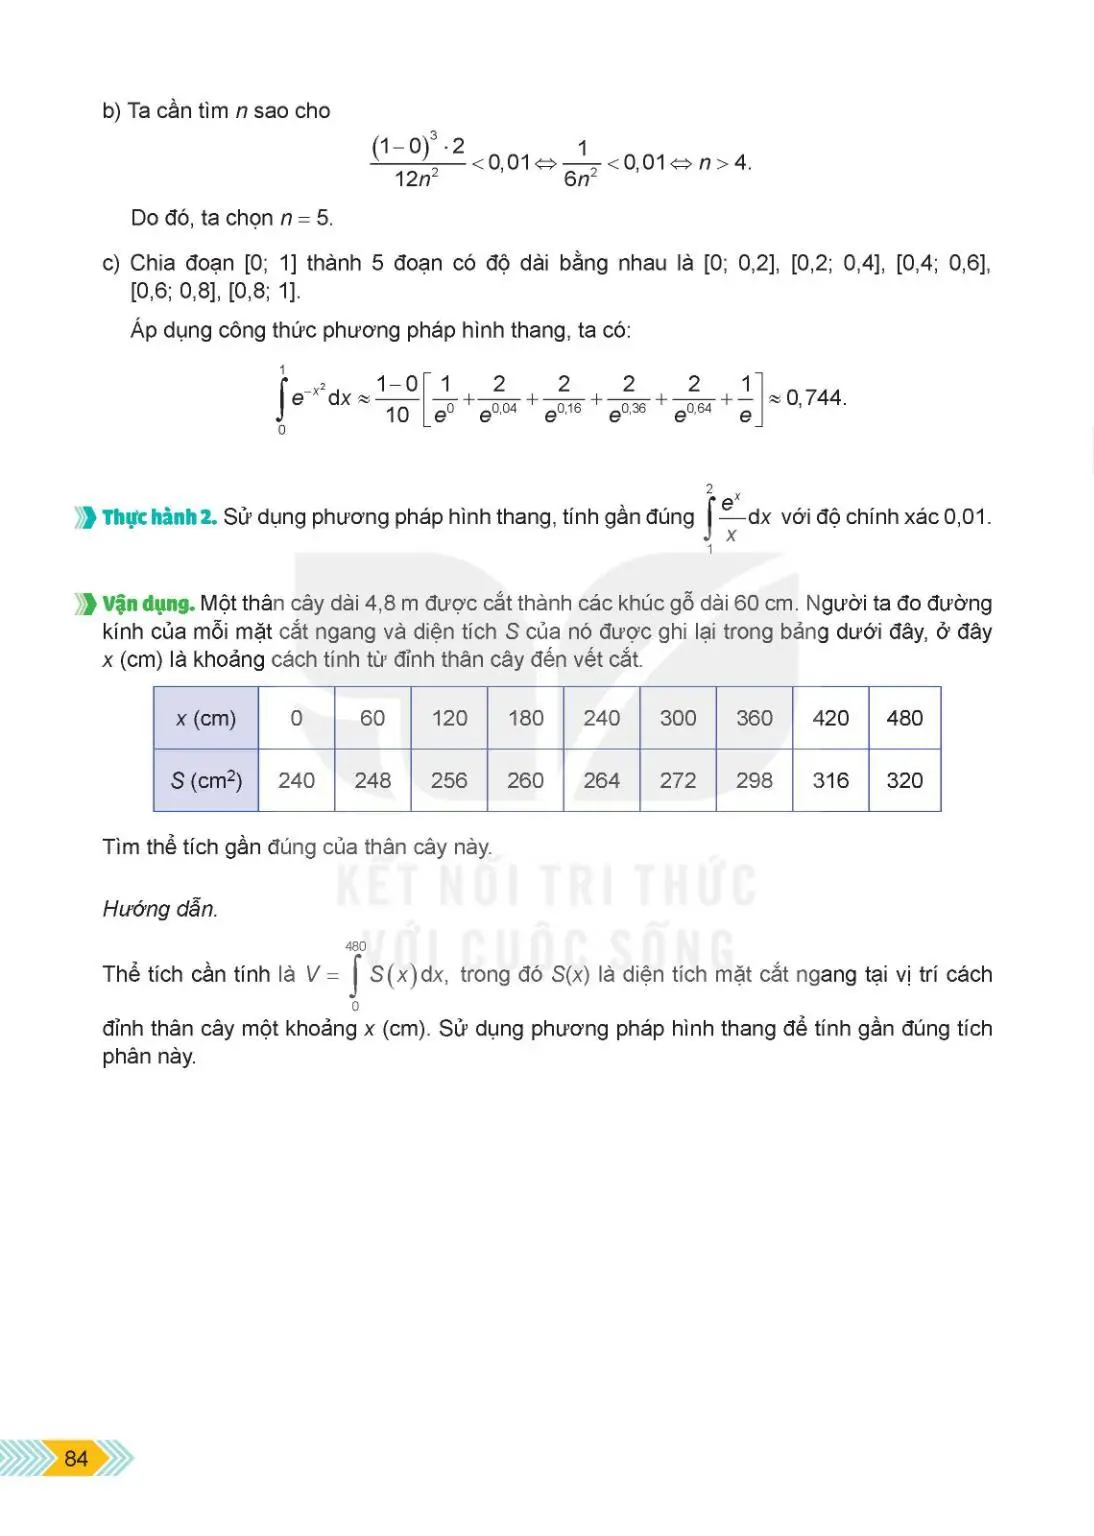 b) Ta cần tìm n sao cho
(1–0)³ · 2 / 12n² < 0,01 ⇔ 1 / 6n² < 0,01 ⇔ n > 4.
Do đó, ta chọn n = 5.
c) Chia đoạn [0; 1] thành 5 đoạn có độ dài bằng nhau là [0; 0,2], [0,2; 0,4], [0,4; 0,6],
[0,6; 0,8], [0,8; 1].
Áp dụng công thức phương pháp hình thang, ta có:
∫₀¹ e^(–x²) dx ≈ (1–0)/10 [1/e⁰ + 2/e^(0,04) + 2/e^(0,16) + 2/e^(0,36) + 2/e^(0,64) + 1/e] ≈ 0,744.
Thực hành 2. Sử dụng phương pháp hình thang, tính gần đúng ∫₁² (eˣ/x) dx với độ chính xác 0,01.
Vận dụng. Một thân cây dài 4,8 m được cắt thành các khúc gỗ dài 60 cm. Người ta đo đường
kính của mỗi mặt cắt ngang và diện tích S của nó được ghi lại trong bảng dưới đây, ở đây
x (cm) là khoảng cách tính từ đỉnh thân cây đến vết cắt.
x (cm) 0 60 120 180 240 300 360 420 480
S (cm²) 240 248 256 260 264 272 298 316 320
Tìm thể tích gần đúng của thân cây này.
KẾT NỐI TRI THỨC
Hướng dẫn.
VỚI CUỘC SỐNG
Thể tích cần tính là V = ∫₀⁴⁸⁰ S(x)dx, trong đó S(x) là diện tích mặt cắt ngang tại vị trí cách
đỉnh thân cây một khoảng x (cm). Sử dụng phương pháp hình thang để tính gần đúng tích
phân này.
84